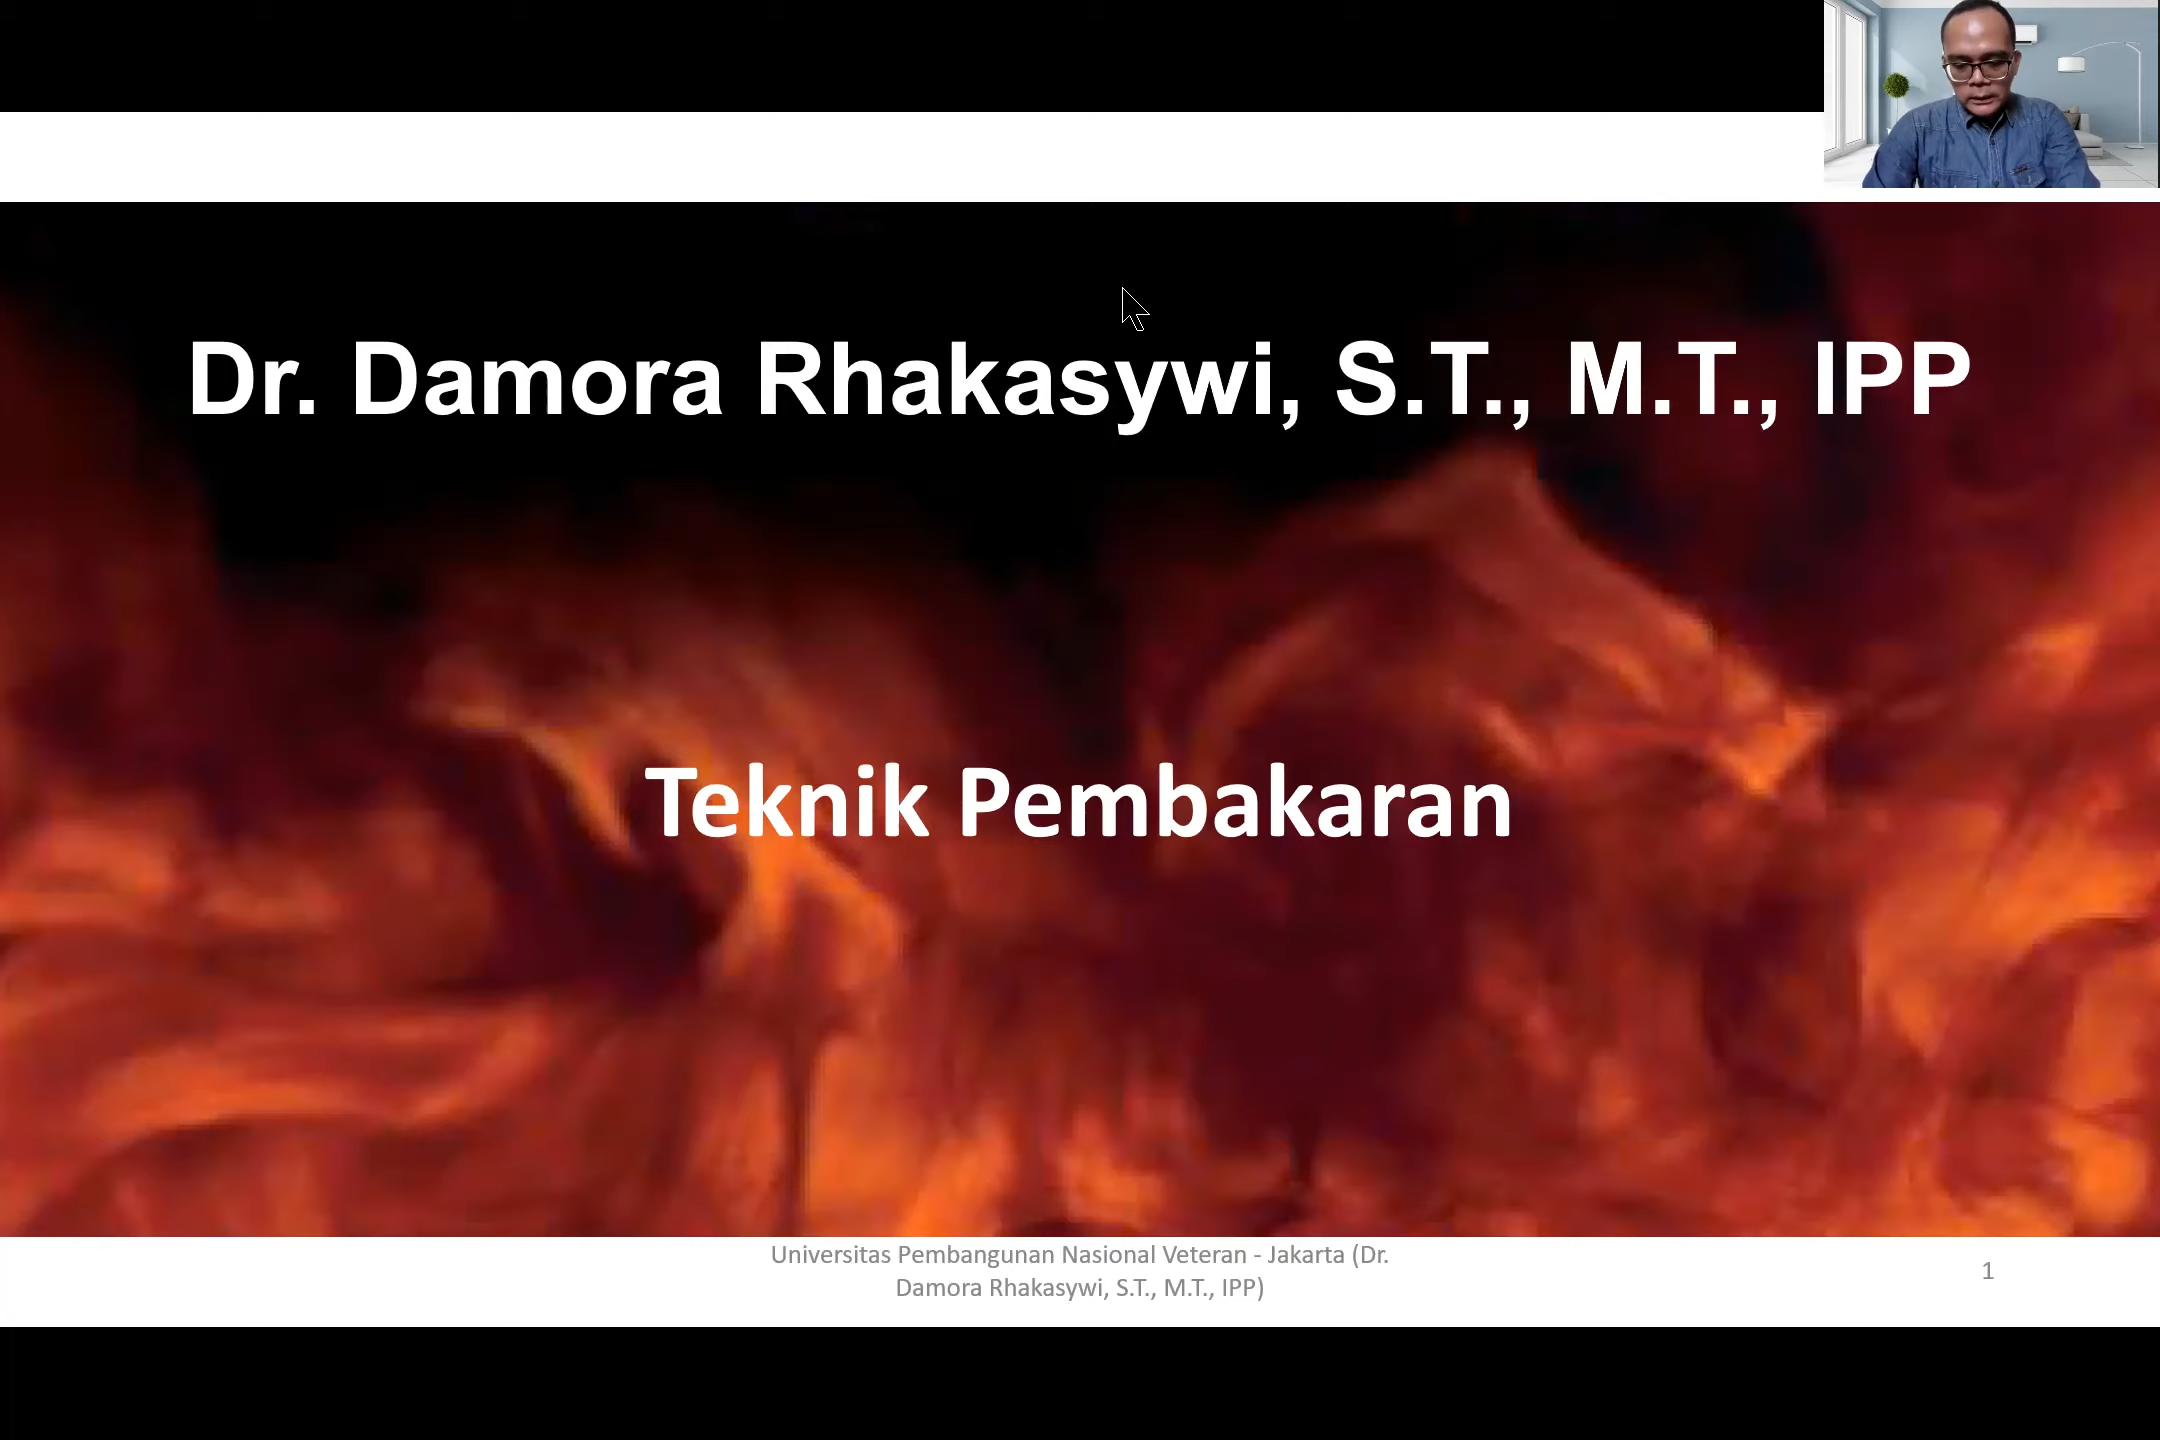 Dr. Damora Rhakasywi, S.T., M.T., IPP
Teknik Pembakaran
Universitas Pembangunan Nasional Veteran - Jakarta (Dr.
Damora Rhakasywi, S.T., M.T., IPP)
1